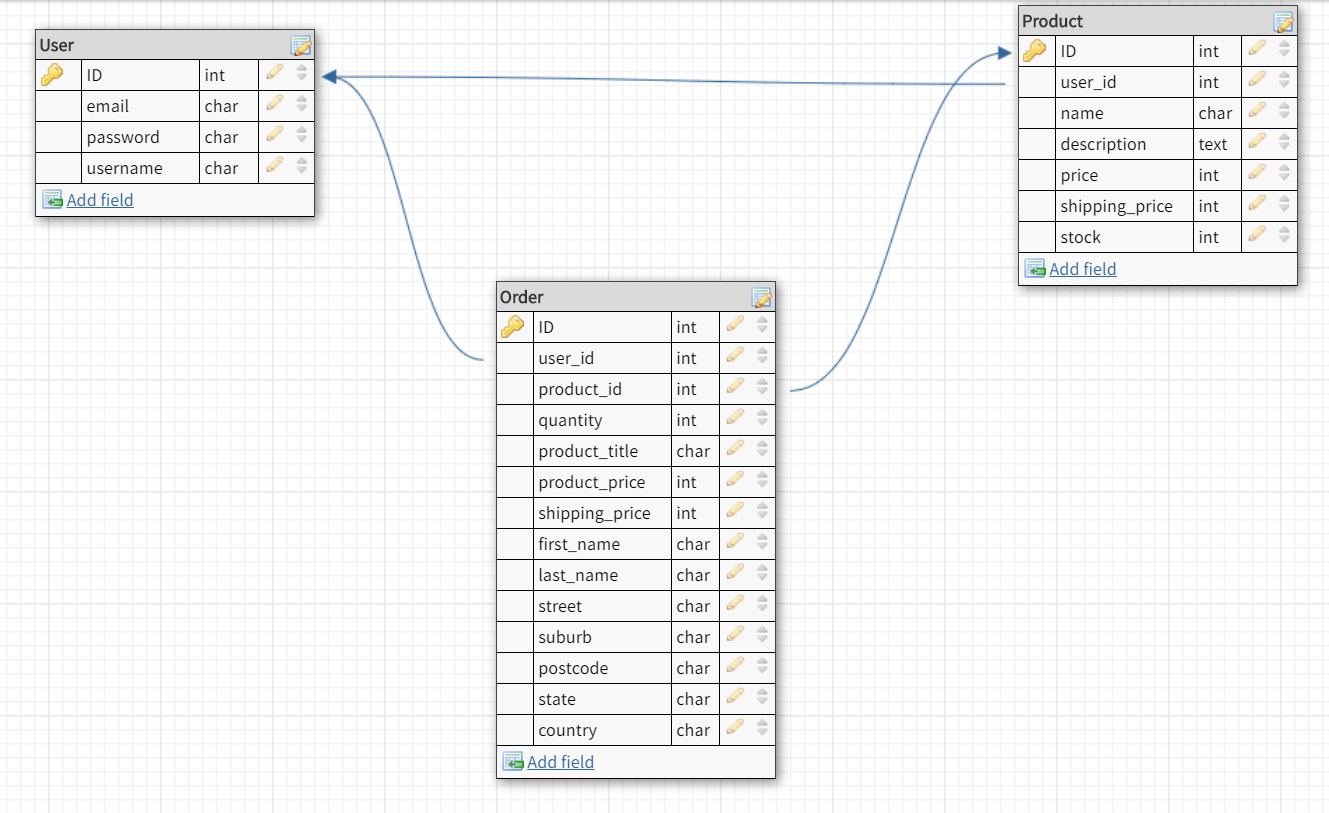 User
ID int
email char
password char
username char
Add field
Product
ID int
user_id int
name char
description text
price int
shipping_price int
stock int
Add field
Order
ID int
user_id int
product_id int
quantity int
product_title char
product_price int
shipping_price int
first_name char
last_name char
street char
suburb char
postcode char
state char
country char
Add field